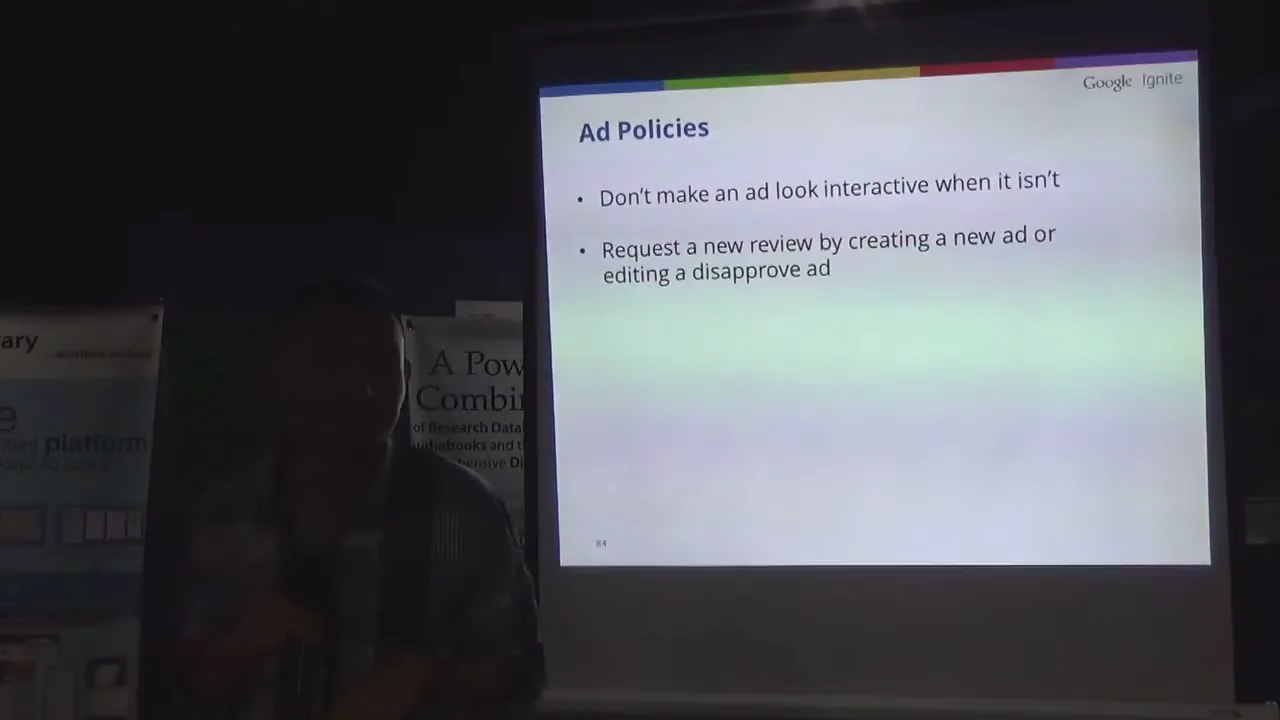 Google Ignite
Ad Policies
• Don't make an ad look interactive when it isn't
• Request a new review by creating a new ad or
editing a disapprove ad
84
ary
e
platform
A Pow
Combi
of Research Data
udiobooks and t
hensive Di